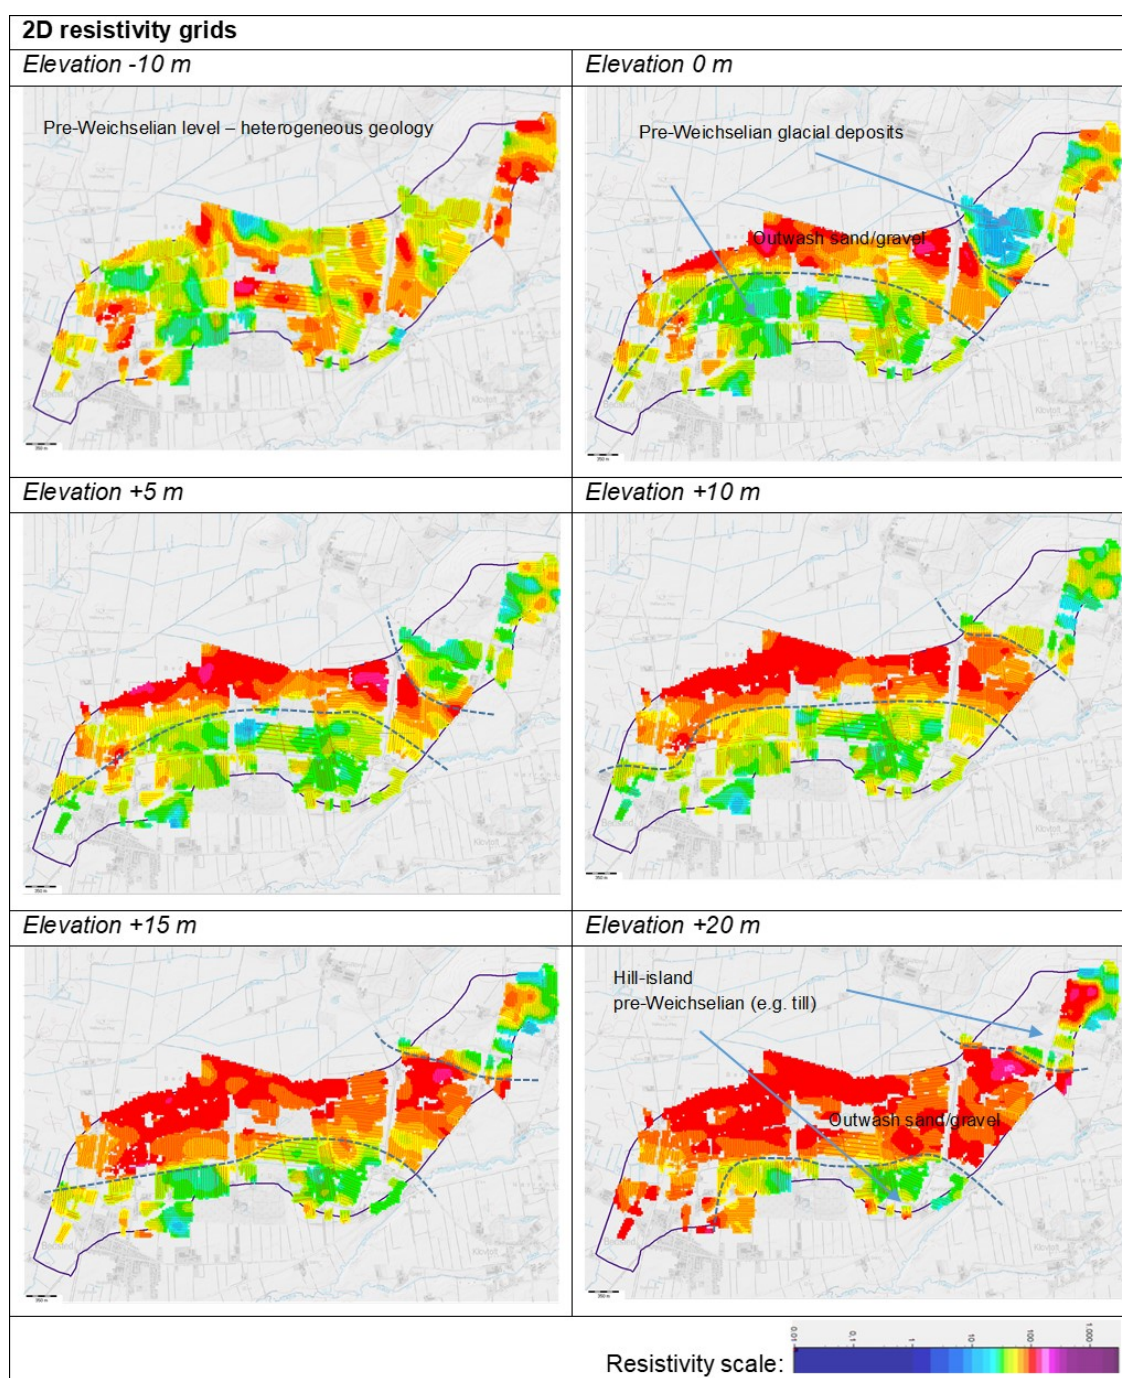 2D resistivity grids
Elevation -10 m
Elevation 0 m
Pre-Weichselian level – heterogeneous geology
Pre-Weichselian glacial deposits
Outwash sand/gravel
Elevation +5 m
Elevation +10 m
Elevation +15 m
Elevation +20 m
Hill-island
pre-Weichselian (e.g. till)
Outwash sand/gravel
Resistivity scale:
0.01 0.1 1 10 100 1.000